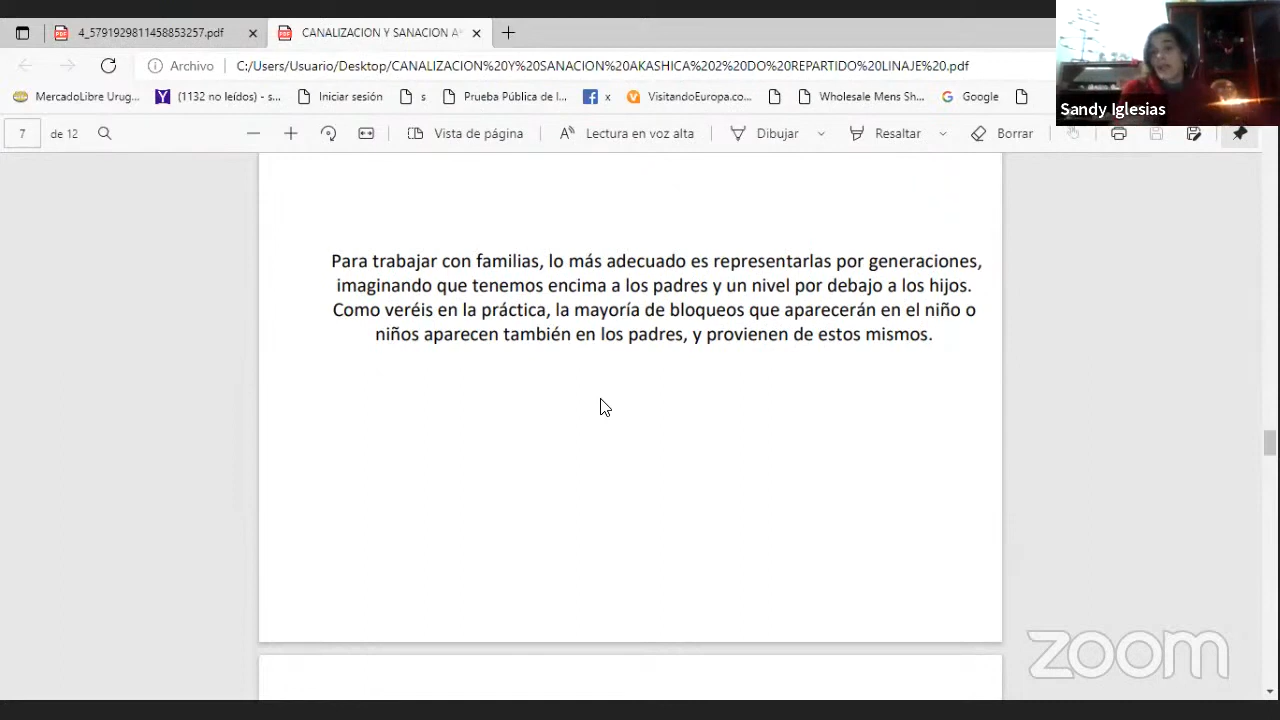 4_5791929811458853257.pdf
CANALIZACION Y SANACION A
Archivo
C:/Users/Usuario/Desktop/CANALIZACION%20Y%20SANACION%20AKASHICA%202%20DO%20REPARTIDO%20LINAJE%20.pdf
MercadoLibre Urug...
(1132 no leídos) - s...
Iniciar sesión
s
Prueba Pública de l...
x
VisitandoEuropa.co...
Wholesale Mens Sh...
Google
Sandy Iglesias
7 de 12
Vista de página
Lectura en voz alta
Dibujar
Resaltar
Borrar
Para trabajar con familias, lo más adecuado es representarlas por generaciones,
imaginando que tenemos encima a los padres y un nivel por debajo a los hijos.
Como veréis en la práctica, la mayoría de bloqueos que aparecerán en el niño o
niños aparecen también en los padres, y provienen de estos mismos.
zoom